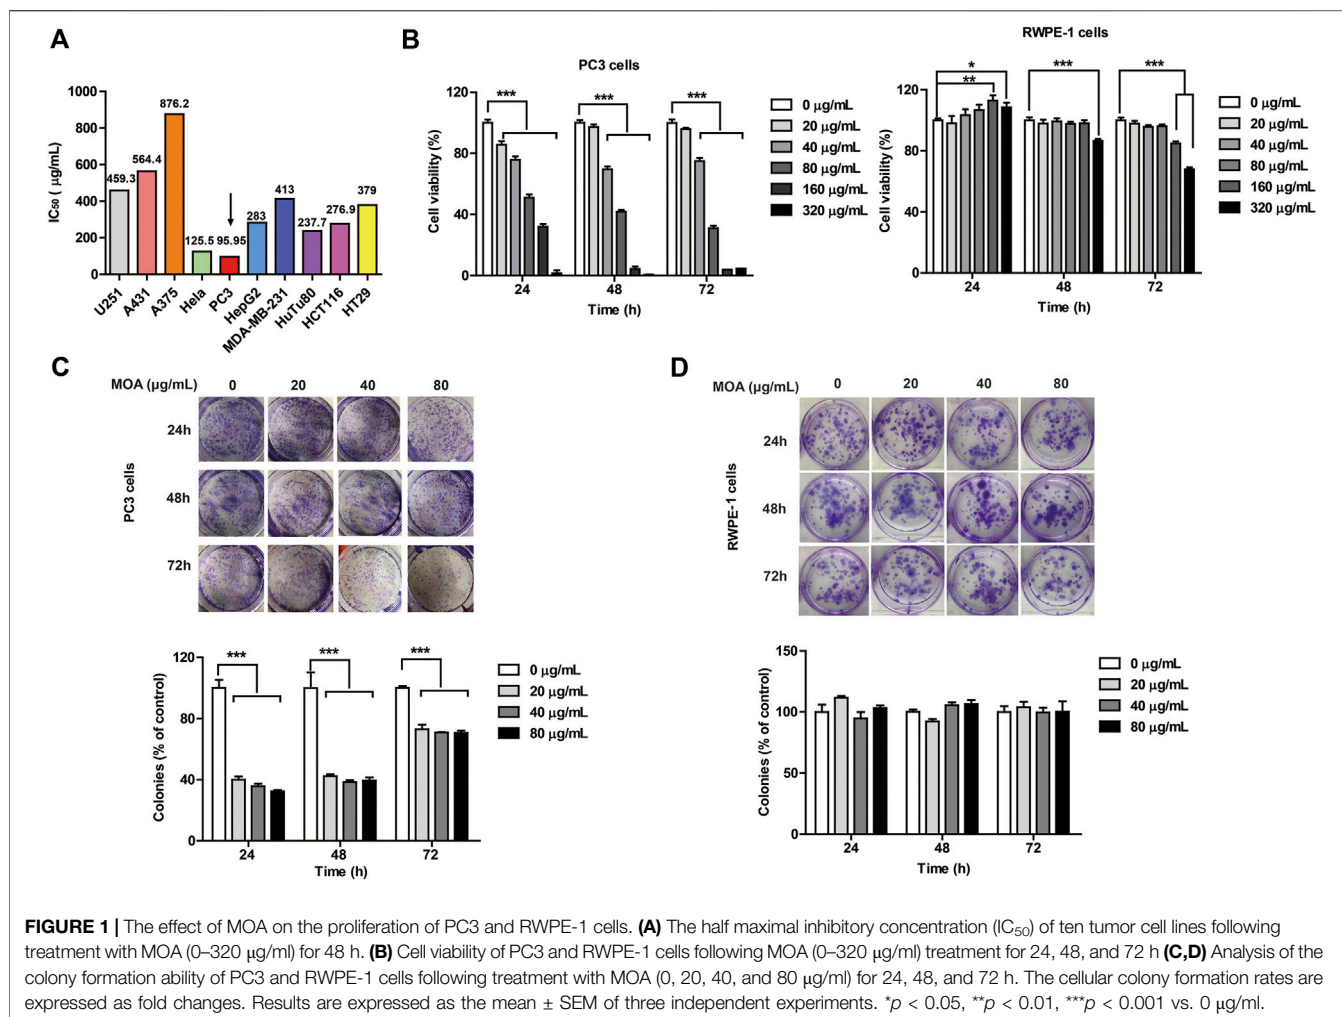 A
IC50 ( μg/mL)
1000
800
600
400
200
0
459.3
564.4
876.2
125.5
95.95
283
413
237.7
276.9
379
U251
A431
A375
Hela
PC3
HepG2
MDA-MB-231
HuTu80
HCT116
HT29
B
PC3 cells
Cell viability (%)
120
80
40
0
***
***
***
24
48
72
Time (h)
0 μg/mL
20 μg/mL
40 μg/mL
80 μg/mL
160 μg/mL
320 μg/mL
RWPE-1 cells
Cell viability (%)
120
80
40
0
*
**
***
***
24
48
72
Time (h)
0 μg/mL
20 μg/mL
40 μg/mL
80 μg/mL
160 μg/mL
320 μg/mL
C
MOA (μg/mL)
0
20
40
80
PC3 cells
24h
48h
72h
Colonies (% of control)
120
80
40
0
***
***
***
24
48
72
Time (h)
0 μg/mL
20 μg/mL
40 μg/mL
80 μg/mL
D
MOA (μg/mL)
0
20
40
80
RWPE-1 cells
24h
48h
72h
Colonies (% of control)
150
100
50
0
24
48
72
Time (h)
0 μg/mL
20 μg/mL
40 μg/mL
80 μg/mL
FIGURE 1 | The effect of MOA on the proliferation of PC3 and RWPE-1 cells. (A) The half maximal inhibitory concentration (IC50) of ten tumor cell lines following
treatment with MOA (0–320 μg/ml) for 48 h. (B) Cell viability of PC3 and RWPE-1 cells following MOA (0–320 μg/ml) treatment for 24, 48, and 72 h (C,D) Analysis of the
colony formation ability of PC3 and RWPE-1 cells following treatment with MOA (0, 20, 40, and 80 μg/ml) for 24, 48, and 72 h. The cellular colony formation rates are
expressed as fold changes. Results are expressed as the mean ± SEM of three independent experiments. *p < 0.05, **p < 0.01, ***p < 0.001 vs. 0 μg/ml.